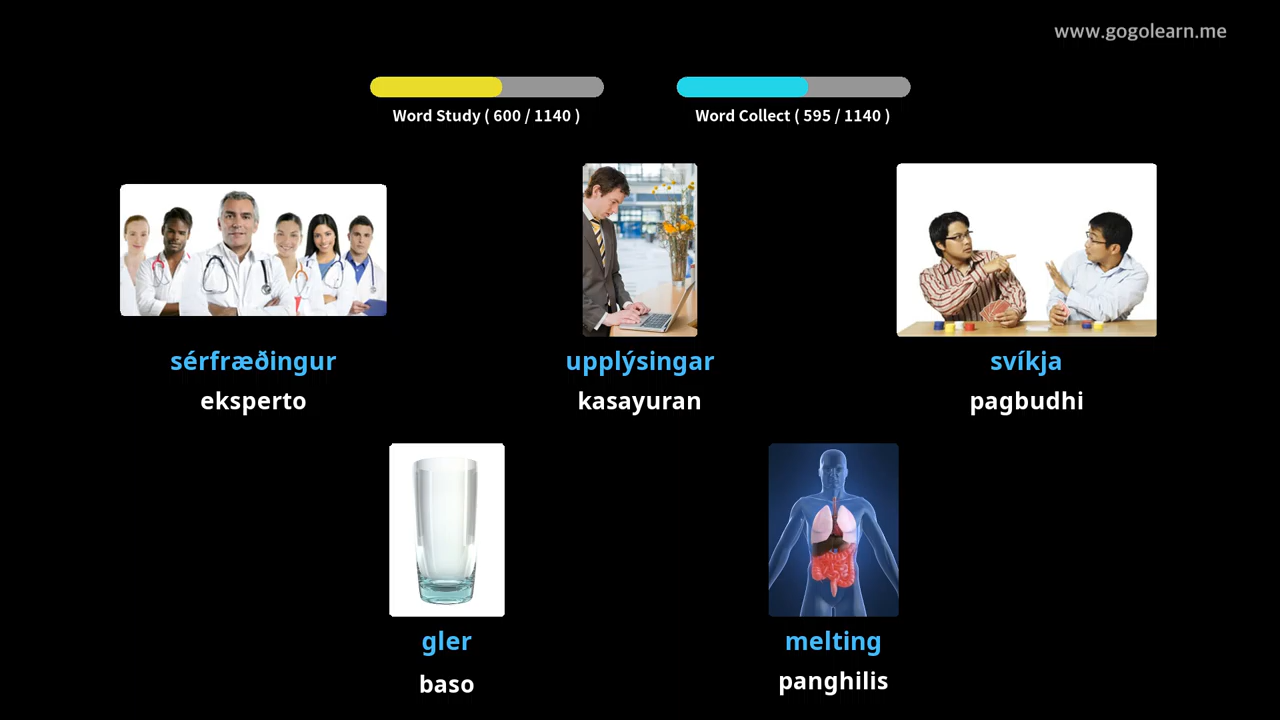 www.gogolearn.me
Word Study ( 600 / 1140 )
Word Collect ( 595 / 1140 )
sérfræðingur
eksperto
upplýsingar
kasayuran
svíkja
pagbudhi
gler
baso
melting
panghilis